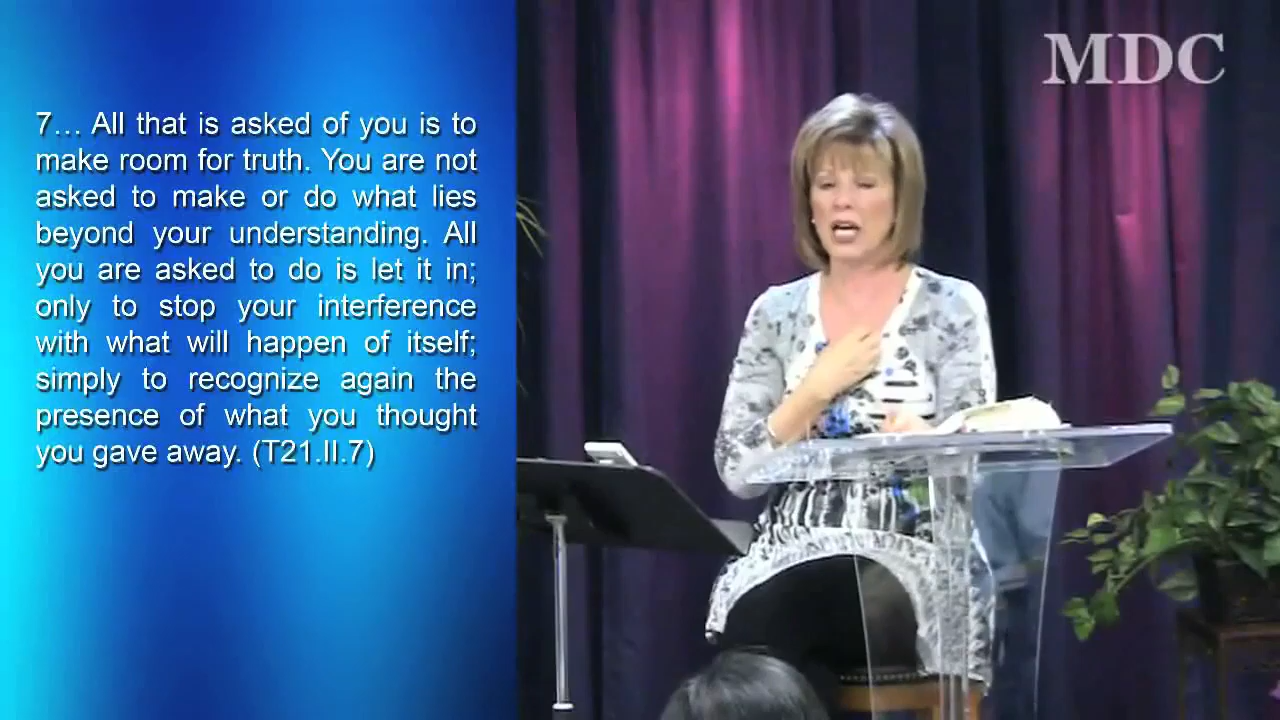 MDC
7… All that is asked of you is to
make room for truth. You are not
asked to make or do what lies
beyond your understanding. All
you are asked to do is let it in;
only to stop your interference
with what will happen of itself;
simply to recognize again the
presence of what you thought
you gave away. (T21.II.7)